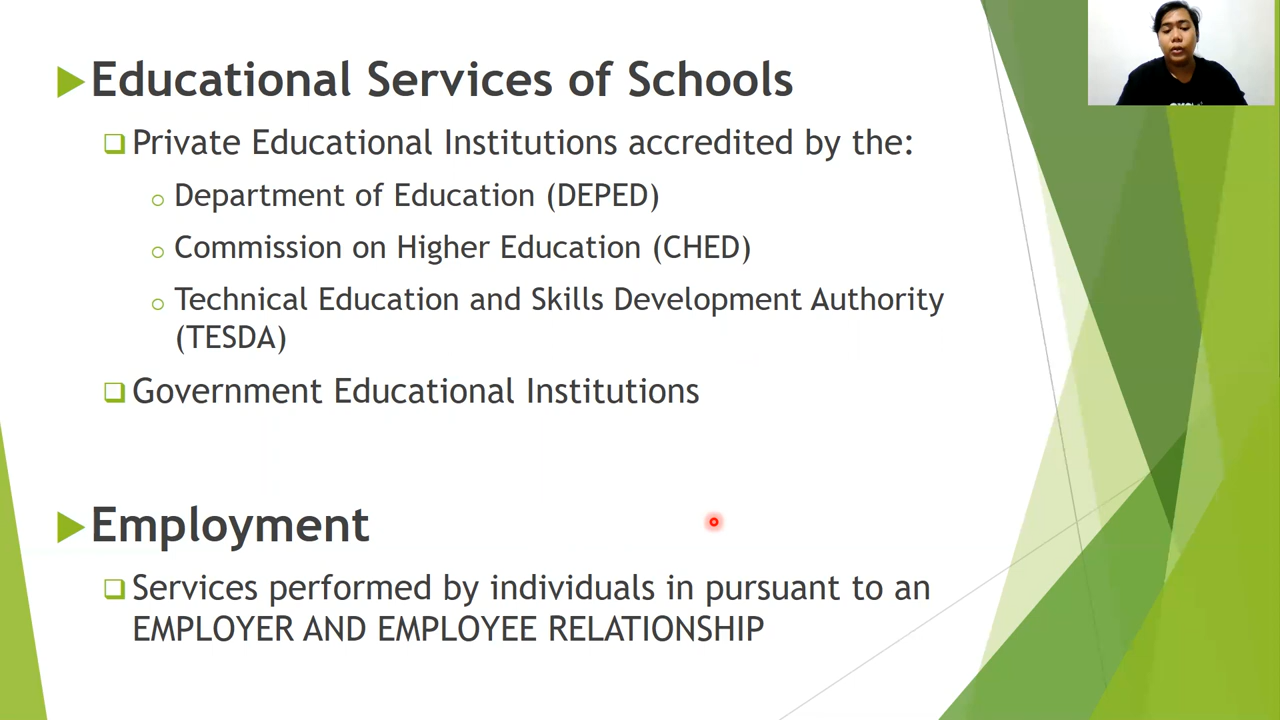 Educational Services of Schools
Private Educational Institutions accredited by the:
Department of Education (DEPED)
Commission on Higher Education (CHED)
Technical Education and Skills Development Authority
(TESDA)
Government Educational Institutions
Employment
Services performed by individuals in pursuant to an
EMPLOYER AND EMPLOYEE RELATIONSHIP